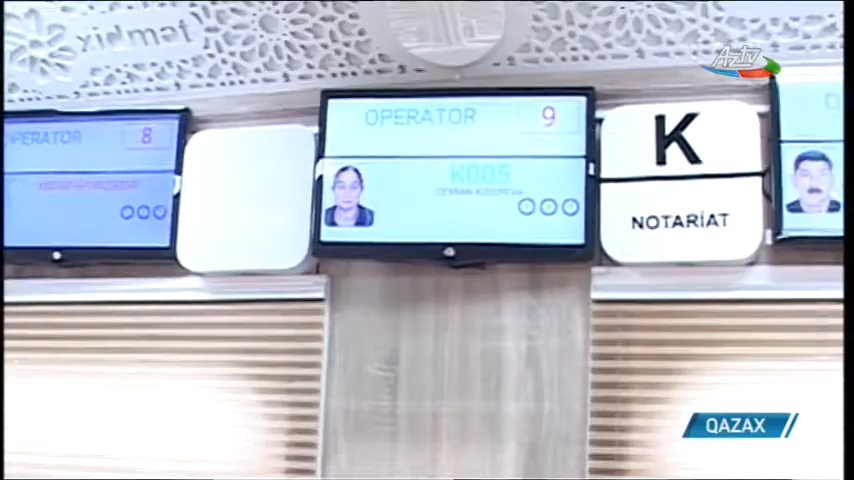 xidmət
AzTV
OPERATOR 8
OPERATOR 9
K005
K
NOTARİAT
QAZAX